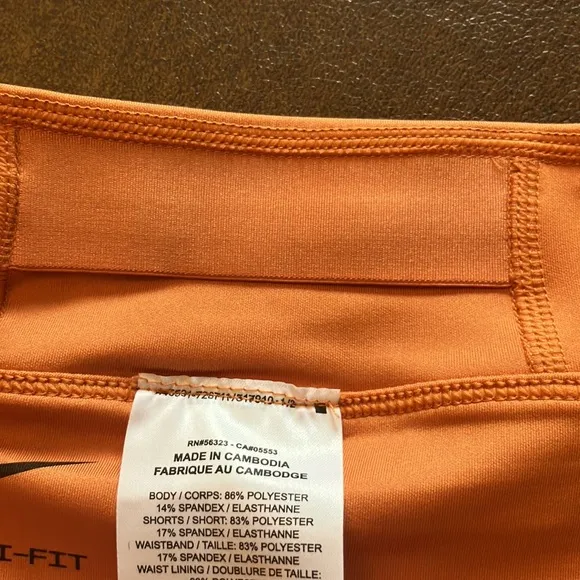 RN#56323 - CA#05553
MADE IN CAMBODIA
FABRIQUE AU CAMBODGE
BODY / CORPS: 86% POLYESTER
14% SPANDEX / ELASTHANNE
SHORTS / SHORT: 83% POLYESTER
17% SPANDEX / ELASTHANNE
WAISTBAND / TAILLE: 83%
POLYESTER
17% SPANDEX / ELASTHANNE
WAIST LINING / DOUBLURE DE TAILLE:
I-FIT